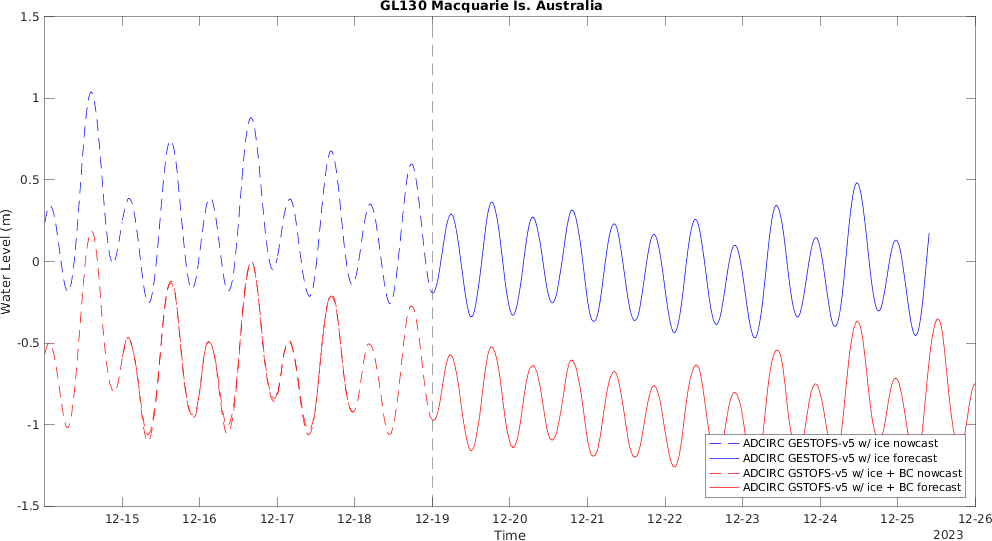 GL130 Macquarie Is. Australia
1.5
1
0.5
0
-0.5
-1
-1.5
Water Level (m)
12-15
12-16
12-17
12-18
12-19
12-20
12-21
12-22
12-23
12-24
12-25
12-26
Time
2023
ADCIRC GESTOFS-v5 w/ ice nowcast
ADCIRC GESTOFS-v5 w/ ice forecast
ADCIRC GSTOFS-v5 w/ ice + BC nowcast
ADCIRC GSTOFS-v5 w/ ice + BC forecast